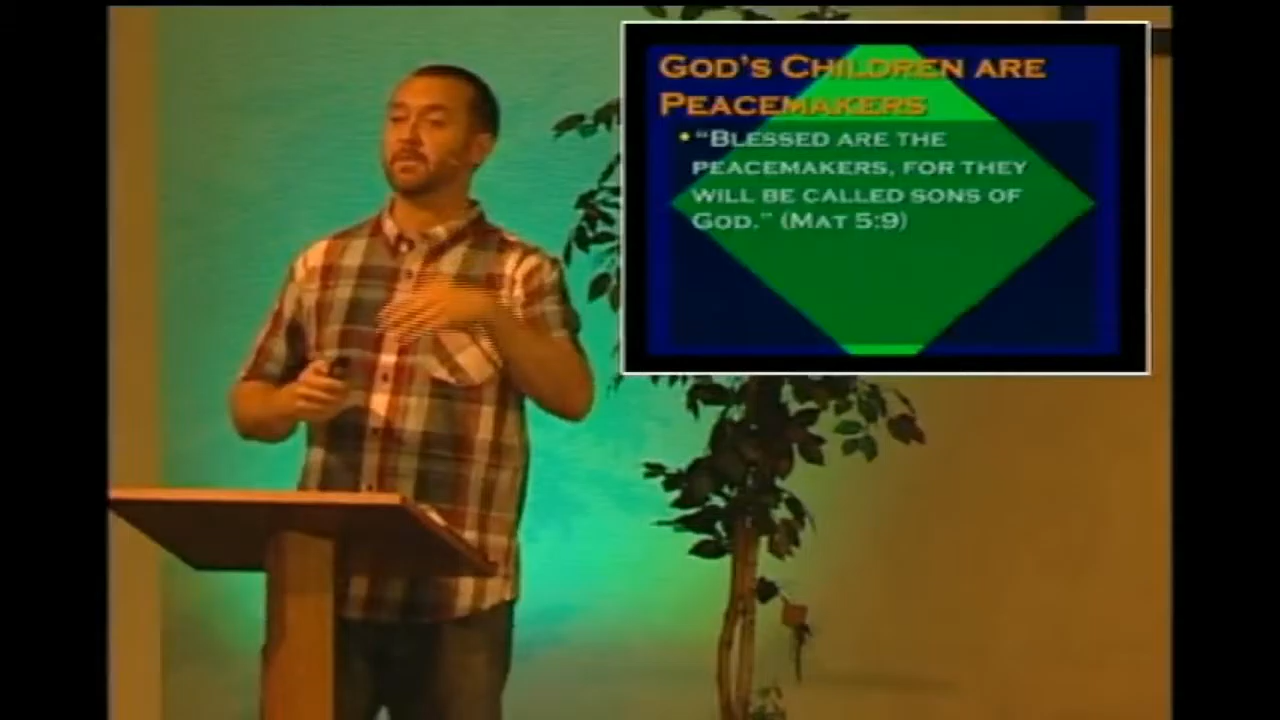 God's Children are
Peacemakers
• "Blessed are the
peacemakers, for they
will be called sons of
God." (Mat 5:9)